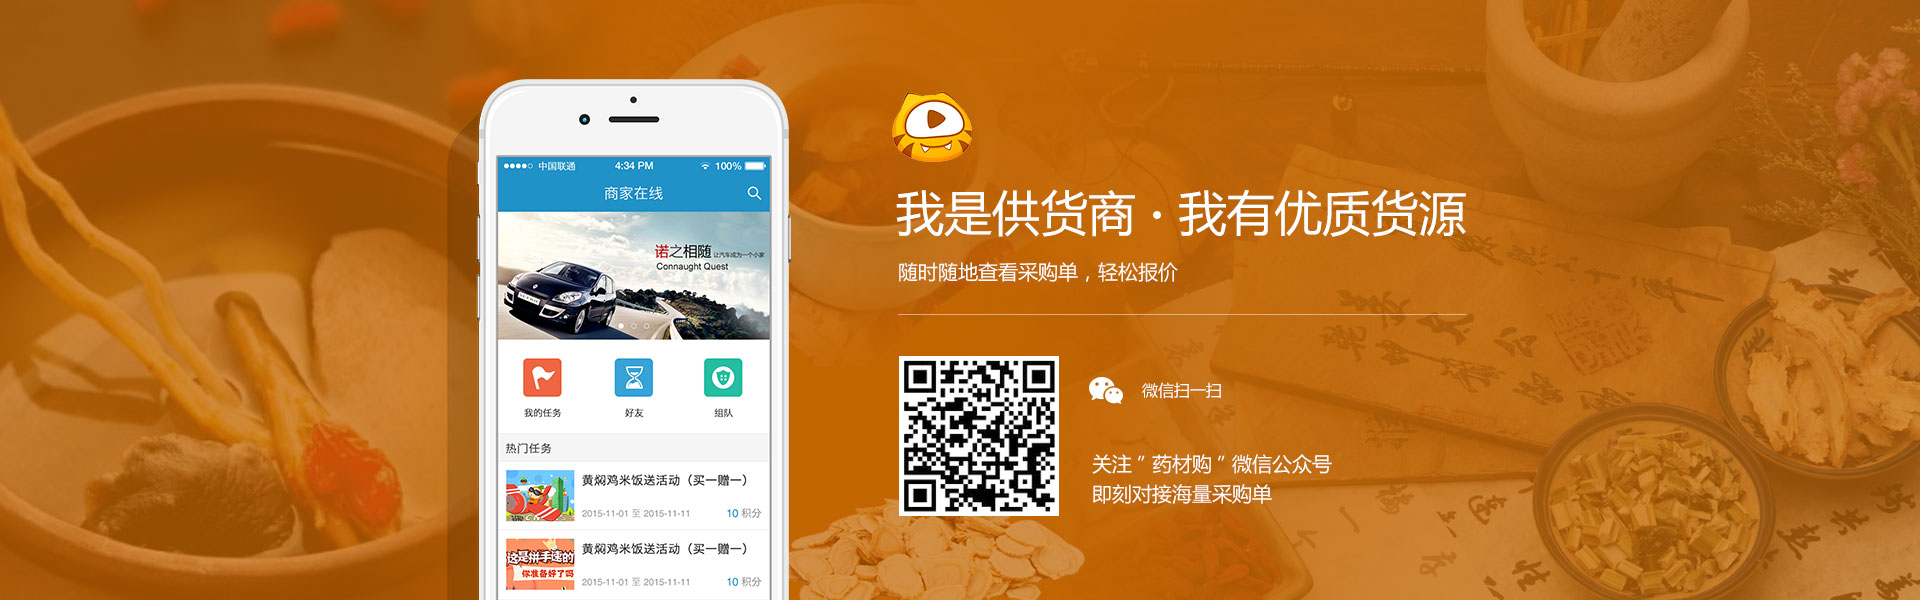 中国联通 4:34 PM 100%
商家在线
诺之相随 让汽车成为一个小家
Connaught Quest
我的任务 好友 组队
热门任务
黄焖鸡米饭送活动（买一赠一）
2015-11-01 至 2015-11-11 10 积分
这是拼手速的
你准备好了吗
黄焖鸡米饭送活动（买一赠一）
2015-11-01 至 2015-11-11 10 积分
我是供货商·我有优质货源
随时随地查看采购单，轻松报价
微信扫一扫
关注＂药材购＂微信公众号
即刻对接海量采购单